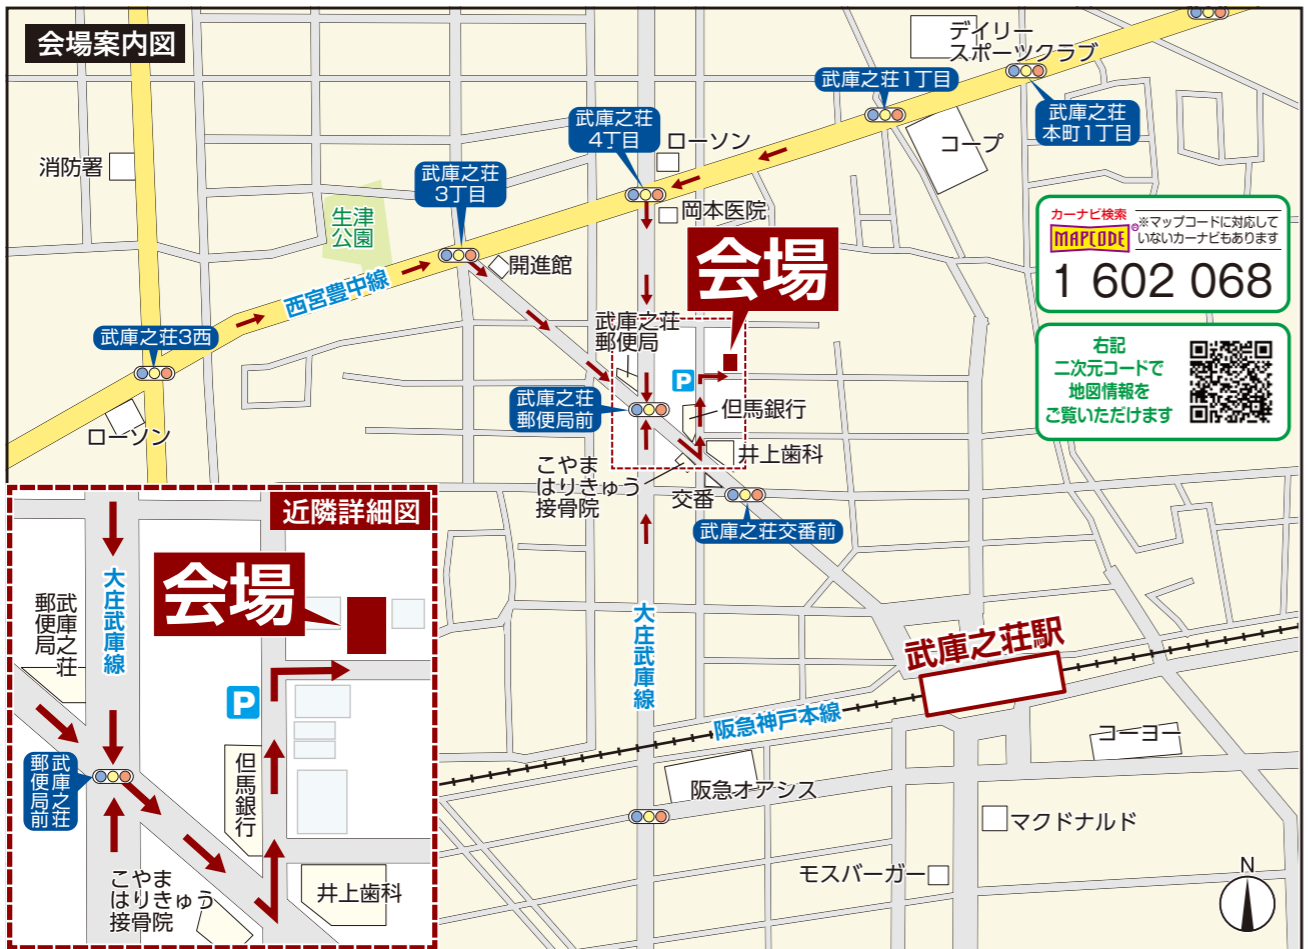 会場案内図
デイリー
スポーツクラブ
武庫之荘1丁目
武庫之荘
本町1丁目
武庫之荘
4丁目
ローソン
コープ
消防署
武庫之荘
3丁目
生津
公園
岡本医院
開進館
会場
西宮豊中線
武庫之荘3西
ローソン
武庫之荘
郵便局
P
武庫之荘
郵便局前
但馬銀行
井上歯科
こやま
はりきゅう
接骨院
交番
武庫之荘交番前
カーナビ検索
MAPCODE
®
※マップコードに対応して
いないカーナビもあります
1 602 068
右記
二次元コードで
地図情報を
ご覧いただけます
大庄武庫線
武庫之荘駅
阪急神戸本線
コーヨー
阪急オアシス
マクドナルド
モスバーガー
N
近隣詳細図
会場
大庄武庫線
武庫之荘
郵便局
P
武庫之荘
郵便局前
但馬銀行
こやま
はりきゅう
接骨院
井上歯科